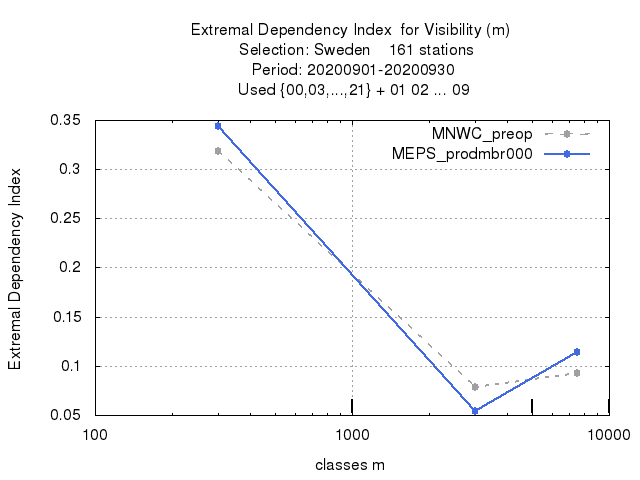 Extremal Dependency Index  for Visibility (m)
Selection: Sweden    161 stations
Period: 20200901-20200930
Used {00,03,...,21} + 01 02 ... 09
MNWC_preop
MEPS_prodmbr000
0.35
0.3
0.25
0.2
0.15
0.1
0.05
Extremal Dependency Index
100
1000
10000
classes m